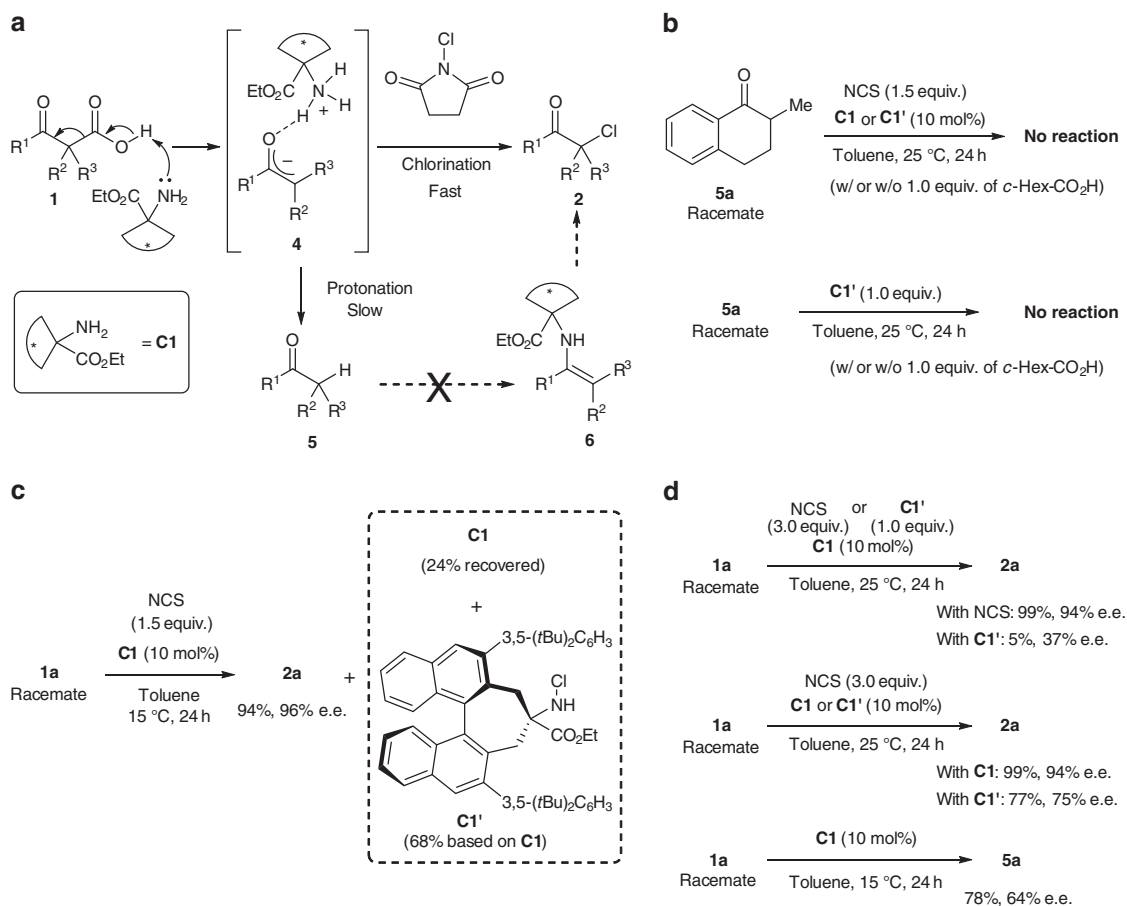 a
O
O
R1
O
H
R2
R3
1
EtO2C
NH2
*
*
EtO2C
N
H
H
H
+
O
−
R1
R3
R2
4
Cl
N
O
O
Chlorination
Fast
O
R1
Cl
R2
R3
2
Protonation
Slow
*
NH2
CO2Et
= C1
O
R1
H
R2
R3
5
X
*
EtO2C
NH
R1
R3
R2
6
b
O
Me
5a
Racemate
NCS (1.5 equiv.)
C1 or C1' (10 mol%)
Toluene, 25 °C, 24 h
(w/ or w/o 1.0 equiv. of c-Hex-CO2H)
No reaction
5a
Racemate
C1' (1.0 equiv.)
Toluene, 25 °C, 24 h
(w/ or w/o 1.0 equiv. of c-Hex-CO2H)
No reaction
c
1a
Racemate
NCS
(1.5 equiv.)
C1 (10 mol%)
Toluene
15 °C, 24 h
2a
94%, 96% e.e.
+
C1
(24% recovered)
+
3,5-(tBu)2C6H3
Cl
NH
CO2Et
3,5-(tBu)2C6H3
C1'
(68% based on C1)
d
NCS or C1'
(3.0 equiv.) (1.0 equiv.)
C1 (10 mol%)
1a
Racemate
Toluene, 25 °C, 24 h
2a
With NCS: 99%, 94% e.e.
With C1': 5%, 37% e.e.
NCS (3.0 equiv.)
C1 or C1' (10 mol%)
1a
Racemate
Toluene, 25 °C, 24 h
2a
With C1: 99%, 94% e.e.
With C1': 77%, 75% e.e.
C1 (10 mol%)
1a
Racemate
Toluene, 15 °C, 24 h
5a
78%, 64% e.e.